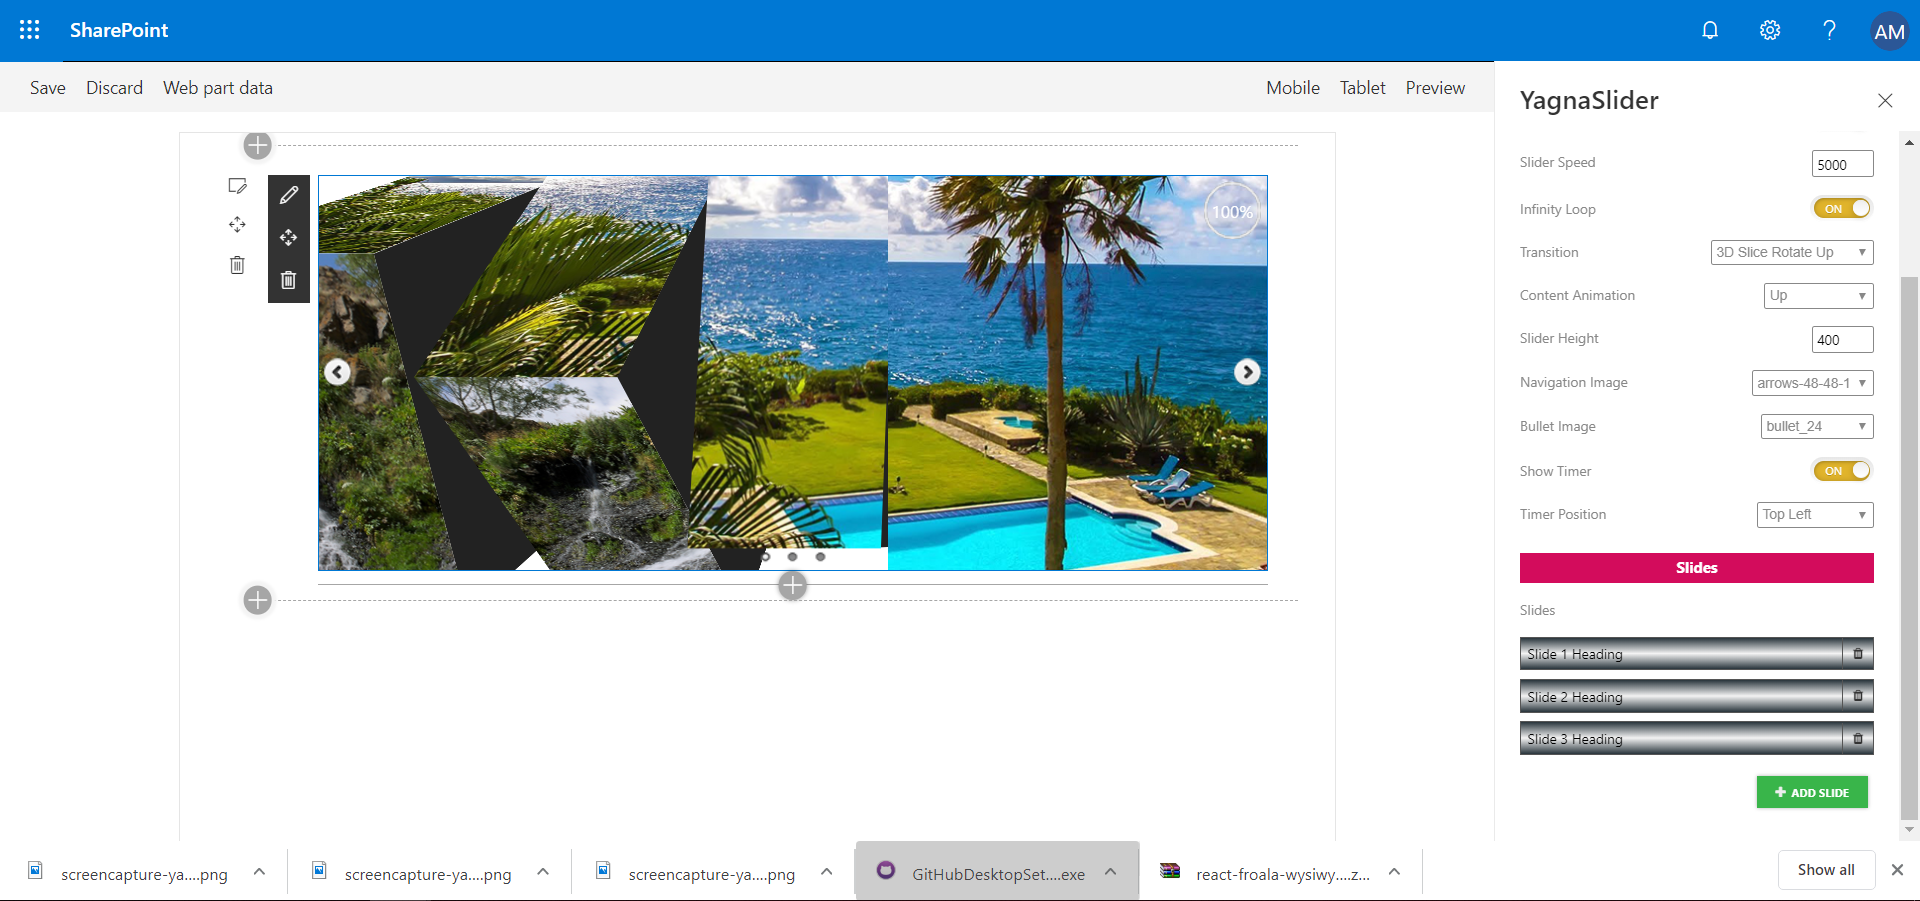 SharePoint
AM
Save Discard Web part data
Mobile Tablet Preview
YagnaSlider
100%
Slider Speed 5000
Infinity Loop ON
Transition 3D Slice Rotate Up
Content Animation Up
Slider Height 400
Navigation Image arrows-48-48-1
Bullet Image bullet_24
Show Timer ON
Timer Position Top Left
Slides
Slides
Slide 1 Heading
Slide 2 Heading
Slide 3 Heading
ADD SLIDE
screencapture-ya....png screencapture-ya....png screencapture-ya....png GitHubDesktopSet....exe react-froala-wysiwy....z... Show all